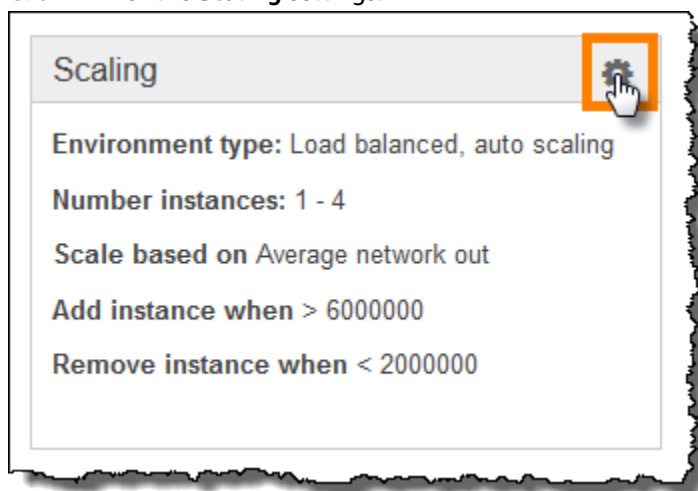 Scaling
Environment type: Load balanced, auto scaling
Number instances: 1 - 4
Scale based on Average network out
Add instance when > 6000000
Remove instance when < 2000000